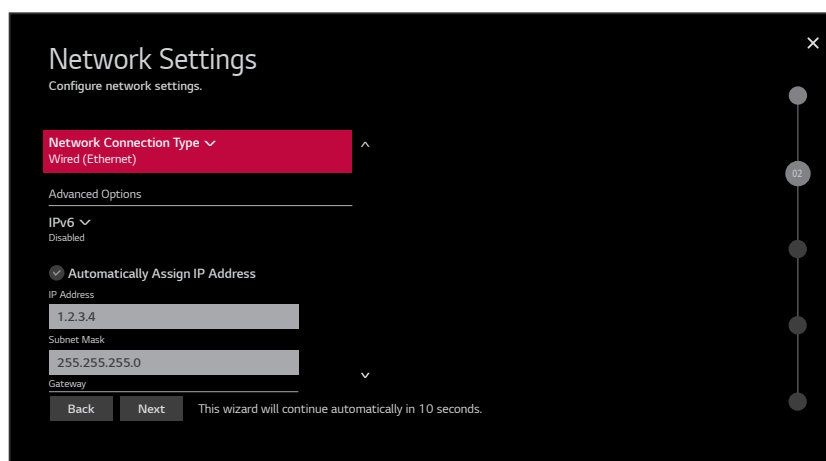 Network Settings
Configure network settings.
Network Connection Type
Wired (Ethernet)
02
Advanced Options
IPv6
Disabled
Automatically Assign IP Address
IP Address
1.2.3.4
Subnet Mask
255.255.255.0
Gateway
Back Next This wizard will continue automatically in 10 seconds.